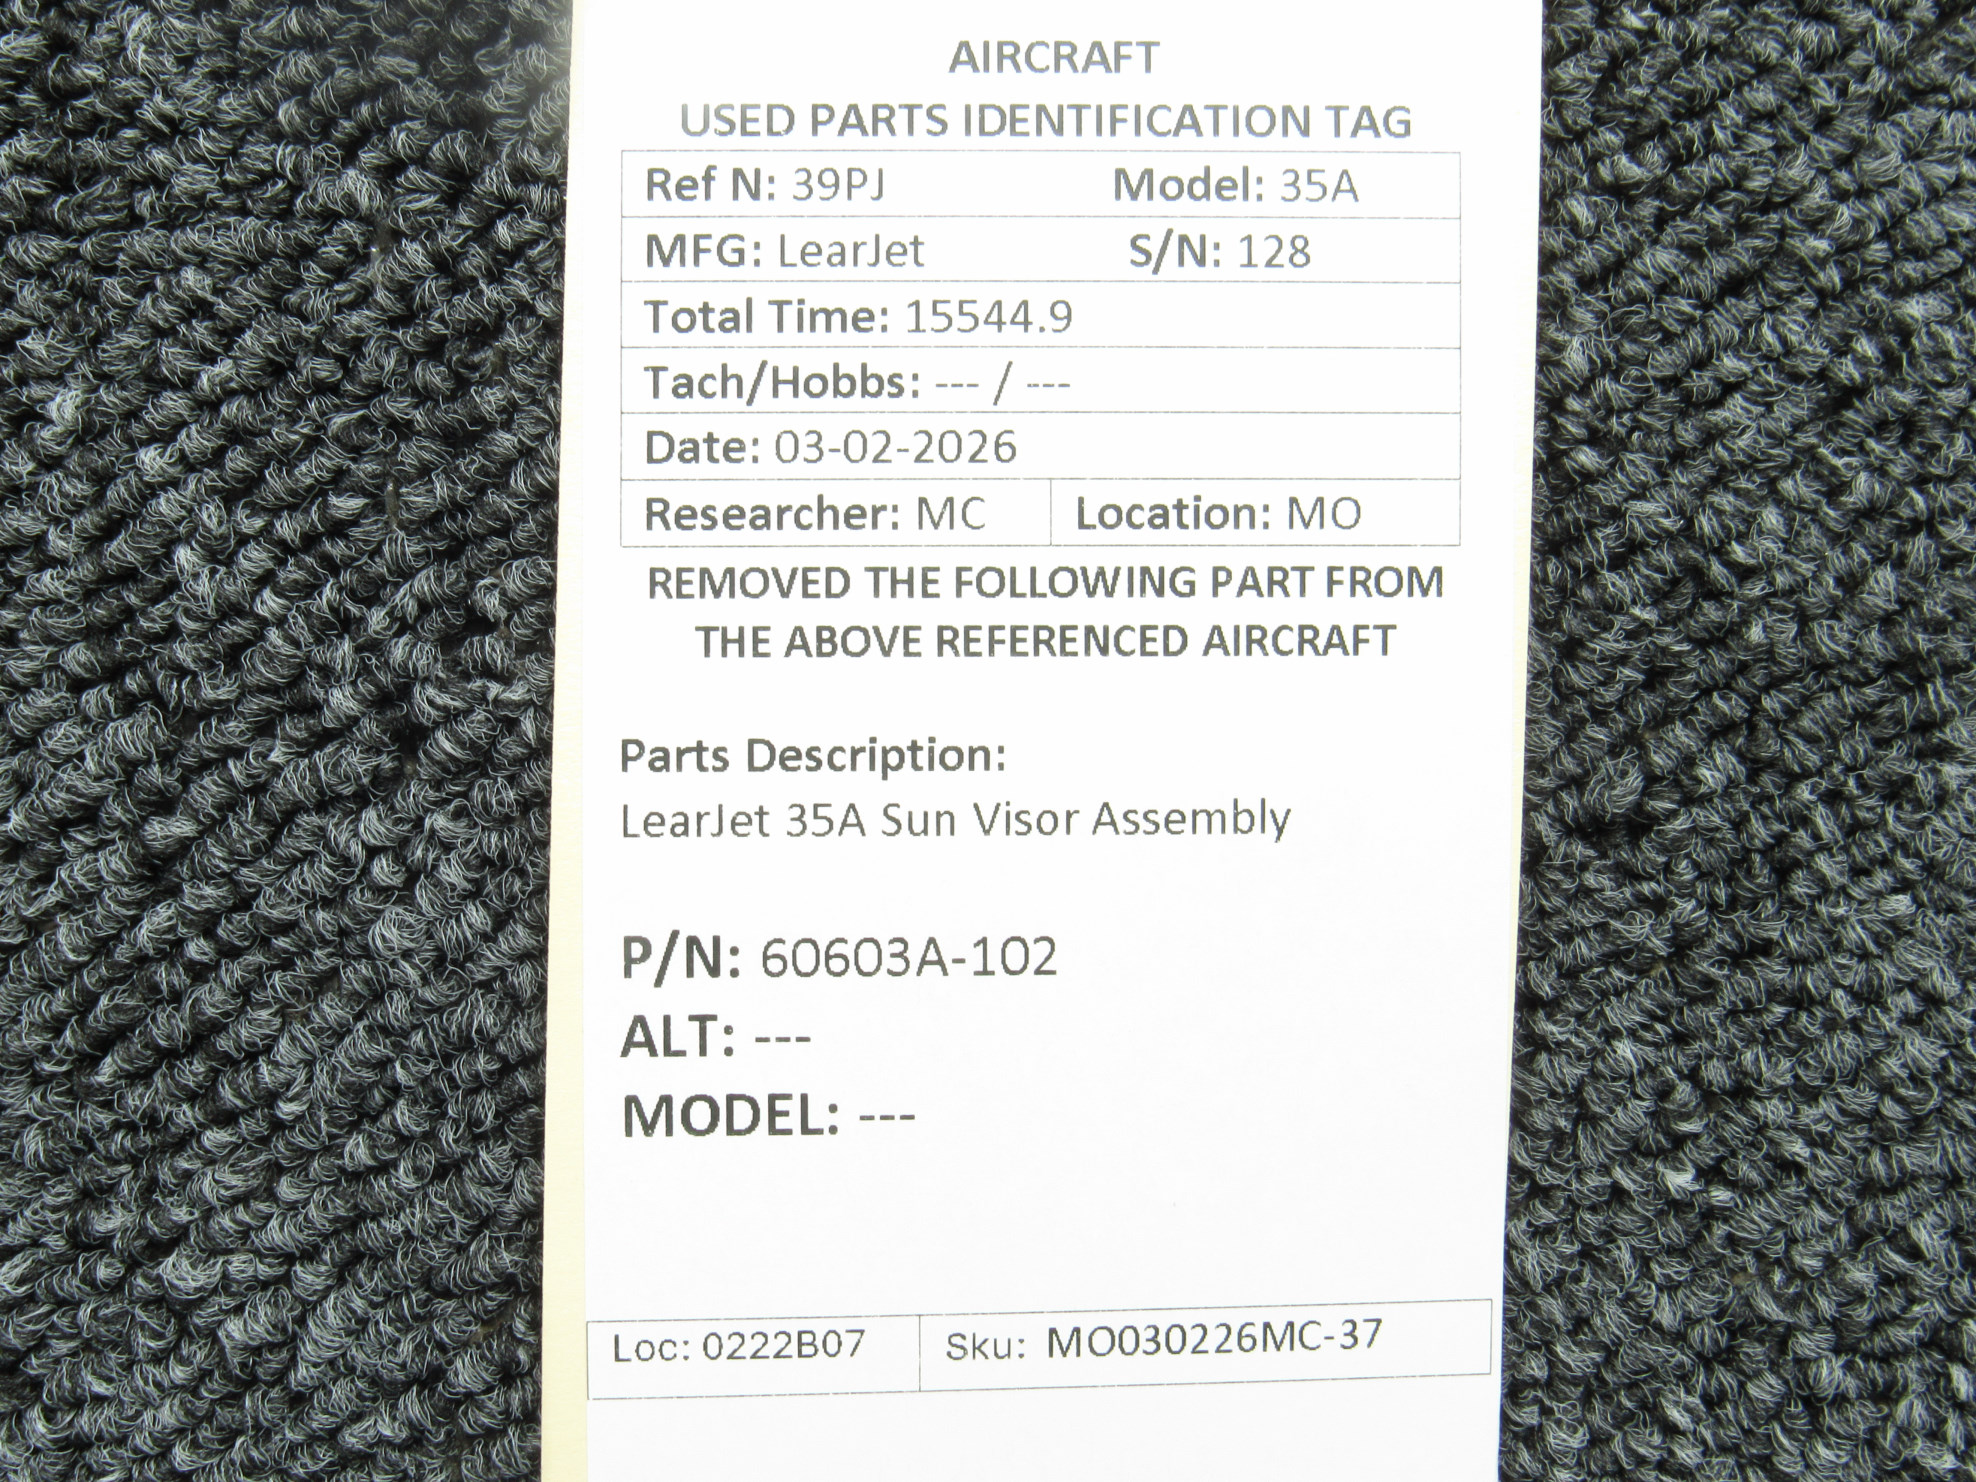 AIRCRAFT
USED PARTS IDENTIFICATION TAG
Ref N: 39PJ Model: 35A
MFG: LearJet S/N: 128
Total Time: 15544.9
Tach/Hobbs: --- / ---
Date: 03-02-2026
Researcher: MC Location: MO
REMOVED THE FOLLOWING PART FROM
THE ABOVE REFERENCED AIRCRAFT
Parts Description:
LearJet 35A Sun Visor Assembly
P/N: 60603A-102
ALT: ---
MODEL: ---
Loc: 0222B07 Sku: MO030226MC-37